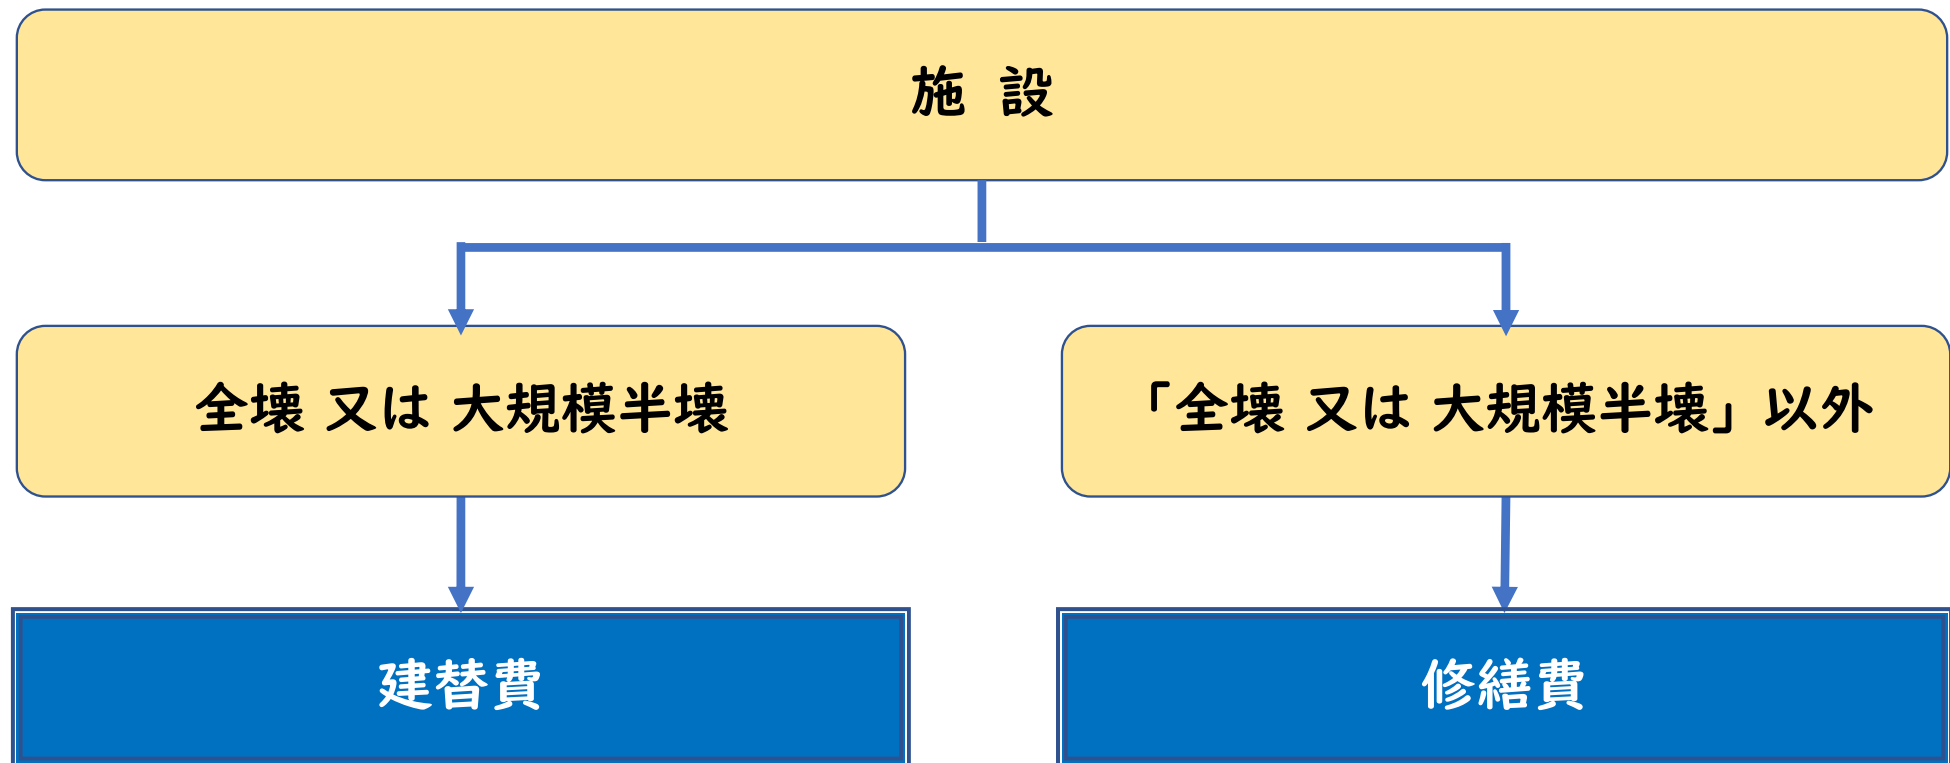 施 設
全壊 又は 大規模半壊
「全壊 又は 大規模半壊」以外
建替費
修繕費